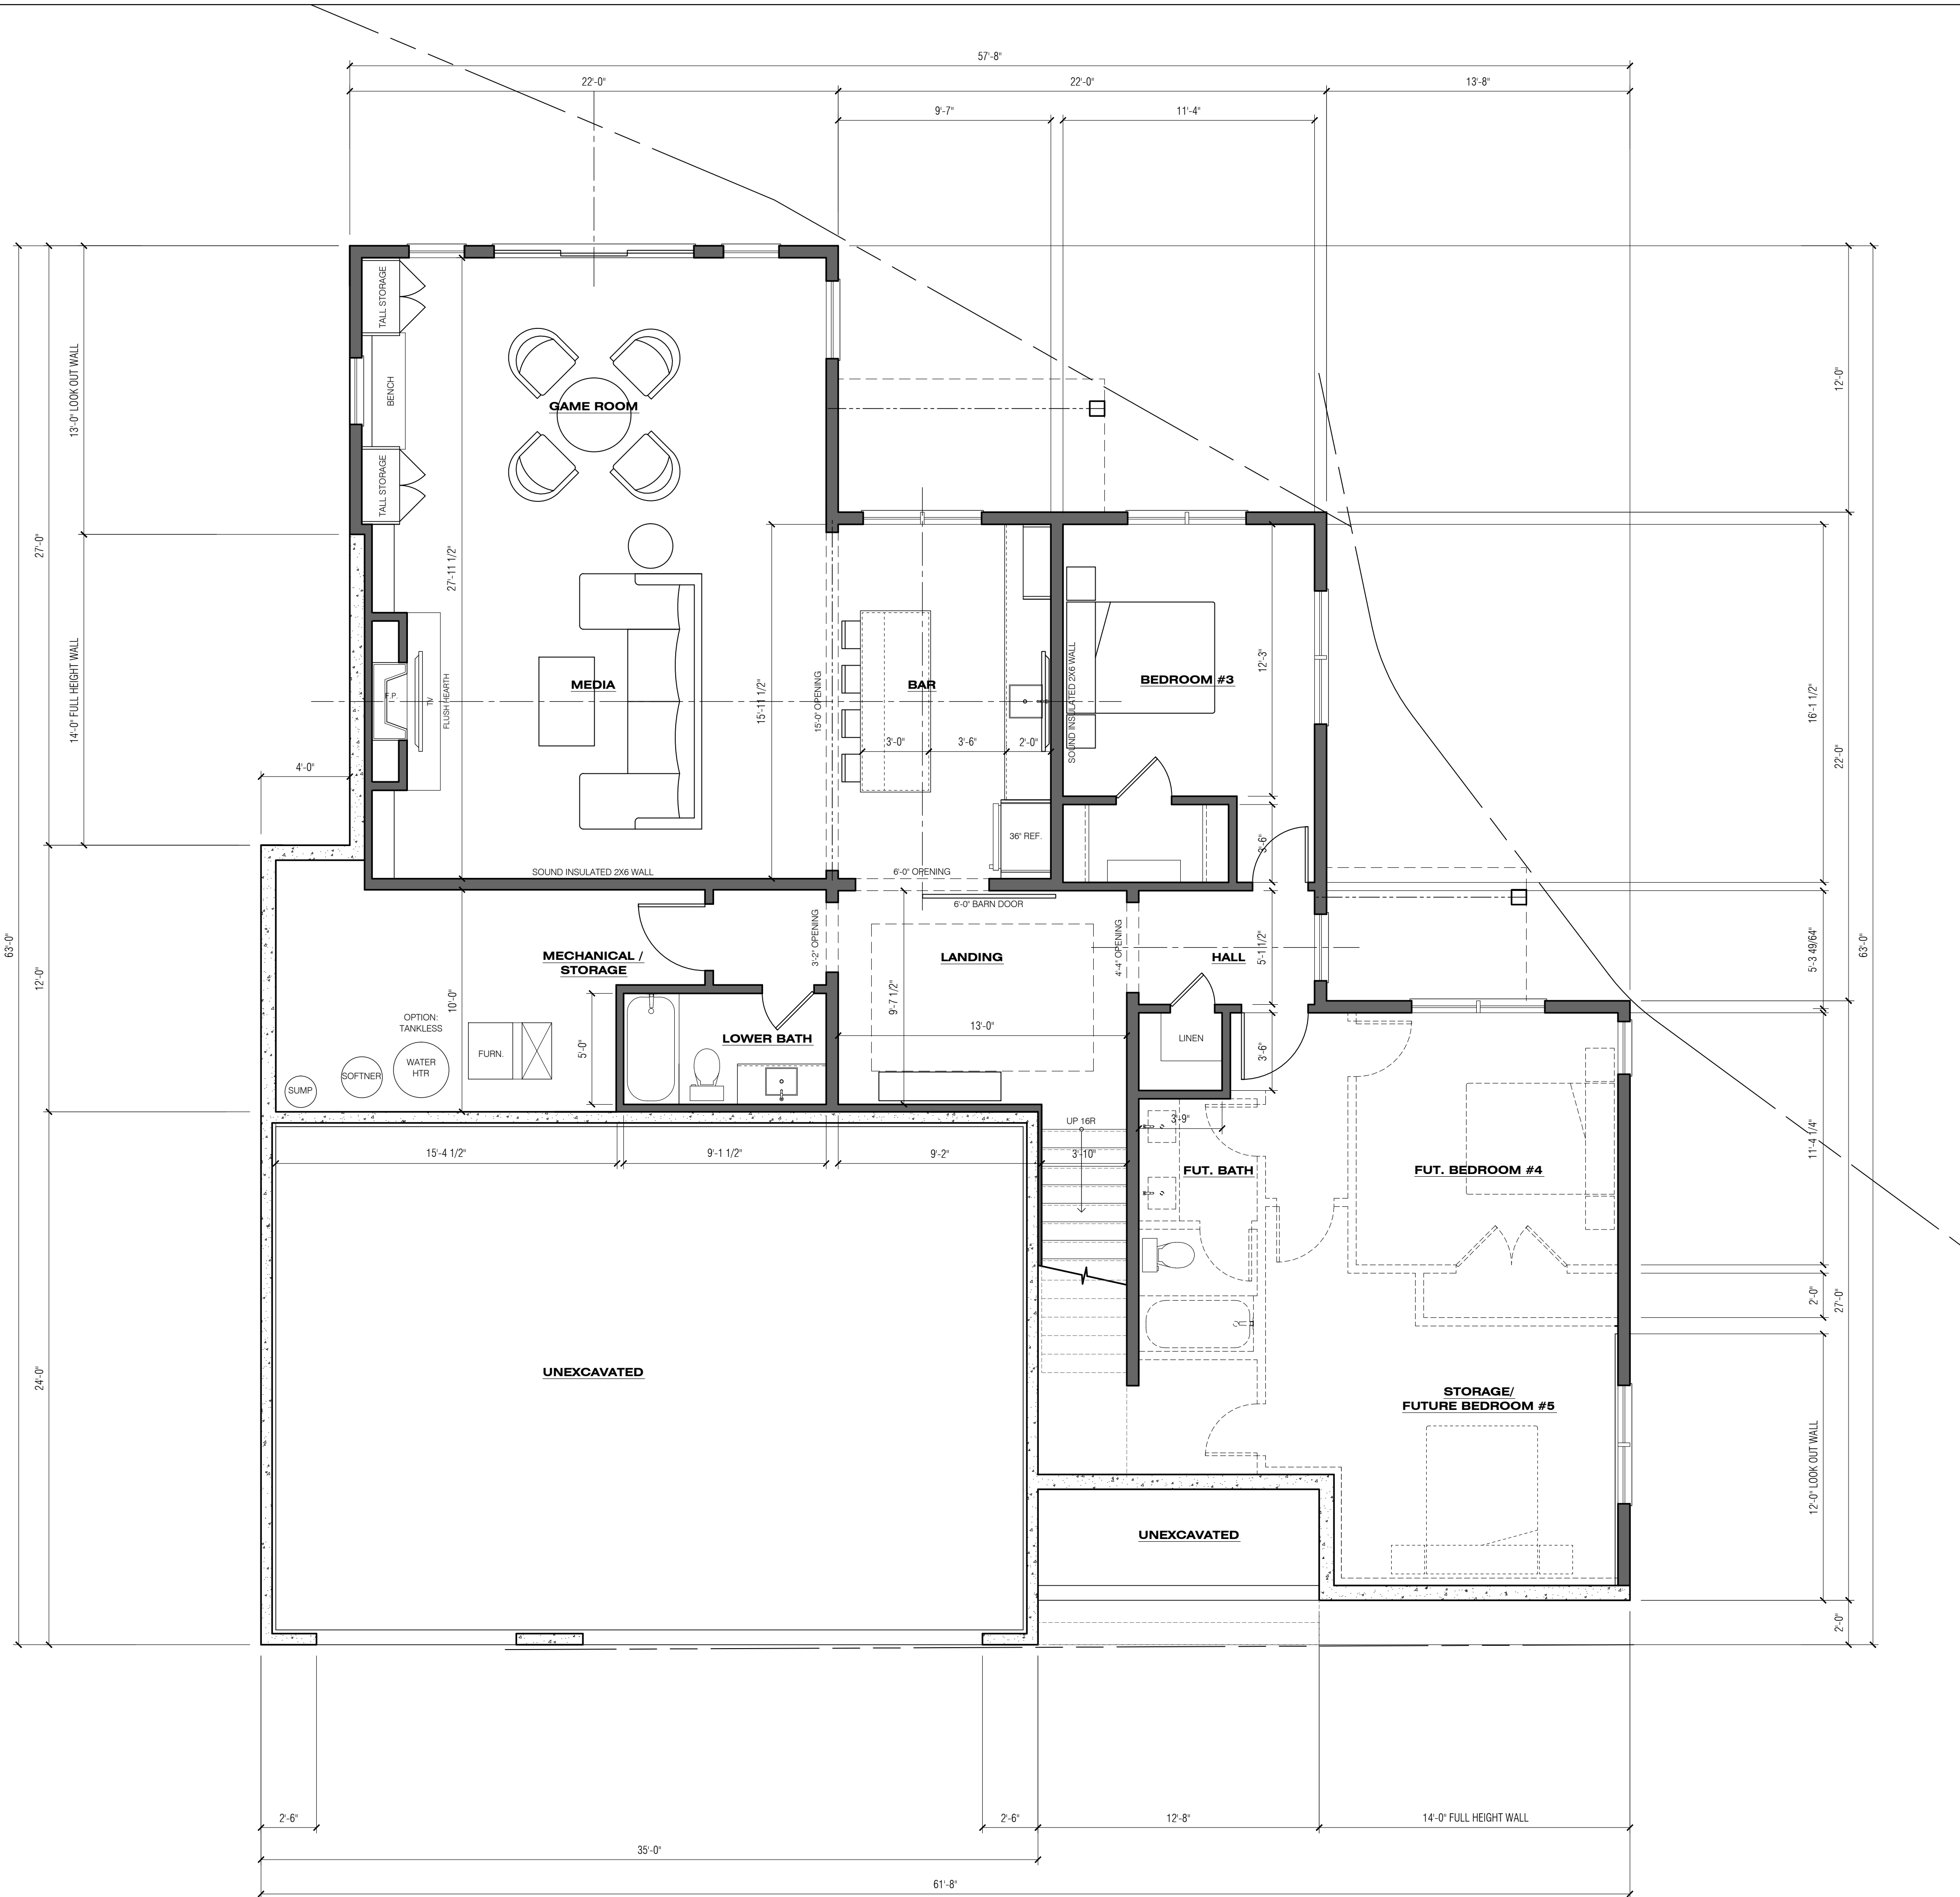 57'-8"
22'-0"
22'-0"
13'-8"
9'-7"
11'-4"
TALL STORAGE
BENCH
TALL STORAGE
GAME ROOM
13'-0" LOOK OUT WALL
27'-0"
63'-0"
14'-0" FULL HEIGHT WALL
4'-0"
12'-0"
24'-0"
27'-11 1/2"
F.P.
TV
FLUSH HEARTH
MEDIA
15'-11 1/2"
15'-0" OPENING
BAR
3'-0"
3'-6"
2'-0"
36" REF.
SOUND INSULATED 2X6 WALL
BEDROOM #3
12'-3"
3'-6"
12'-0"
16'-1 1/2"
22'-0"
5'-3 49/64"
63'-0"
SOUND INSULATED 2X6 WALL
6'-0" OPENING
6'-0" BARN DOOR
MECHANICAL /
STORAGE
3'-2" OPENING
LANDING
4'-4" OPENING
HALL
5'-1 1/2"
10'-0"
9'-7 1/2"
OPTION:
TANKLESS
WATER
HTR
SOFTNER
SUMP
FURN.
5'-0"
LOWER BATH
13'-0"
LINEN
3'-6"
UP 16R
3'-9"
15'-4 1/2"
9'-1 1/2"
9'-2"
3'-10"
FUT. BATH
FUT. BEDROOM #4
11'-4 1/4"
2'-0"
27'-0"
UNEXCAVATED
STORAGE/
FUTURE BEDROOM #5
12'-0" LOOK OUT WALL
UNEXCAVATED
2'-0"
2'-6"
2'-6"
12'-8"
14'-0" FULL HEIGHT WALL
35'-0"
61'-8"